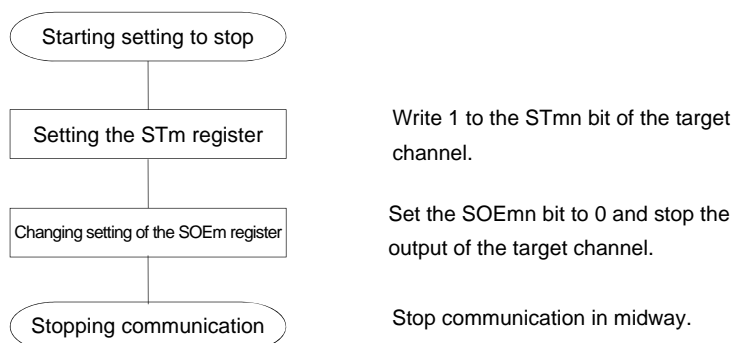 Starting setting to stop
Setting the STm register
Write 1 to the STmn bit of the target
channel.
Changing setting of the SOEm register
Set the SOEmn bit to 0 and stop the
output of the target channel.
Stopping communication
Stop communication in midway.